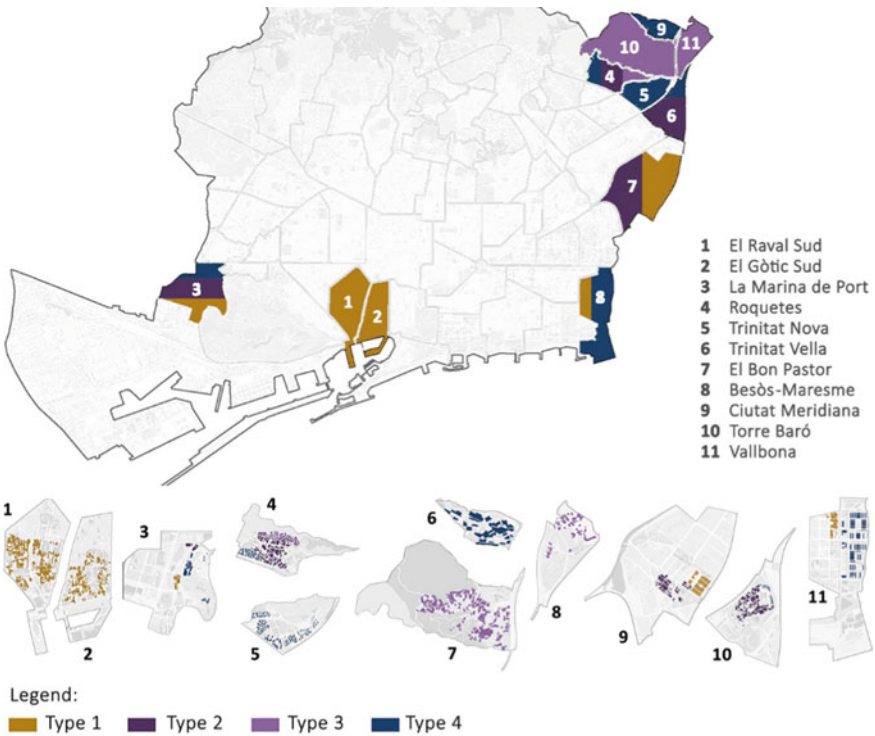 9
10
11
4
5
6
7
3
1
2
8
1 El Raval Sud
2 El Gòtic Sud
3 La Marina de Port
4 Roquetes
5 Trinitat Nova
6 Trinitat Vella
7 El Bon Pastor
8 Besòs-Maresme
9 Ciutat Meridiana
10 Torre Baró
11 Vallbona
1
2
3
4
5
6
7
8
9
10
11
Legend:
Type 1 Type 2 Type 3 Type 4